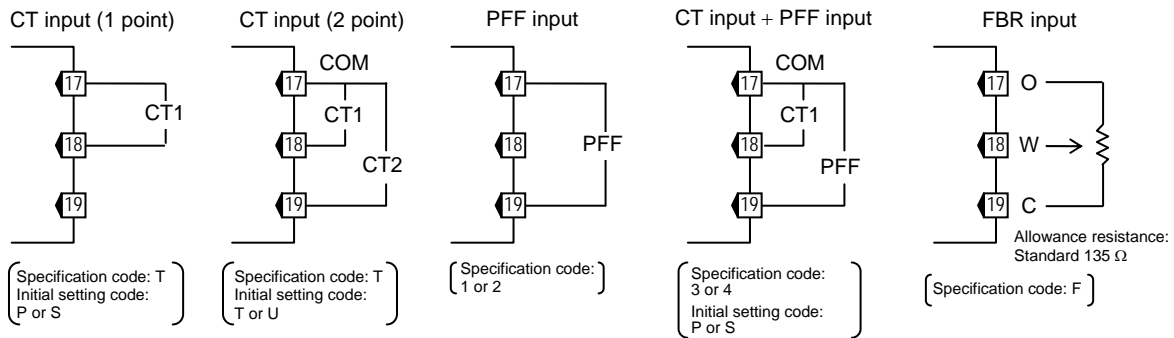 CT input (1 point)
17
CT1
18
19
Specification code: T
Initial setting code:
P or S
CT input (2 point)
COM
17
CT1
18
CT2
19
Specification code: T
Initial setting code:
T or U
PFF input
17
18
PFF
19
Specification code:
1 or 2
CT input + PFF input
COM
17
CT1
18
PFF
19
Specification code:
3 or 4
Initial setting code:
P or S
FBR input
17 O
18 W
19 C
Allowance resistance:
Standard 135 Ω
Specification code: F